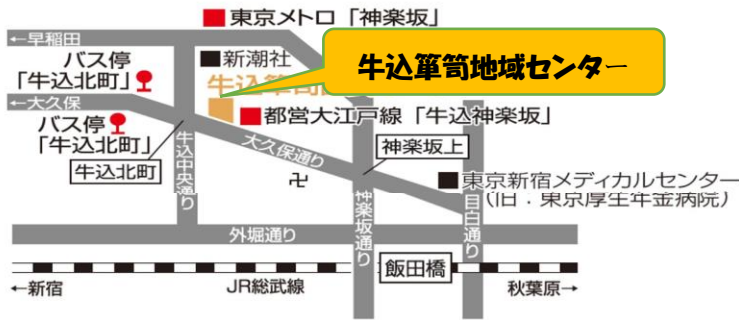 東京メトロ「神楽坂」
←早稲田
バス停
「牛込北町」
新潮社
牛込箪笥
牛込箪笥地域センター
←大久保
都営大江戸線「牛込神楽坂」
バス停
「牛込北町」
大久保通り
神楽坂上
牛込北町
牛込中央通り
卍
東京新宿メディカルセンター
(旧：東京厚生年金病院)
神楽坂通り
目白通り
外堀通り
飯田橋
←新宿
JR総武線
秋葉原→